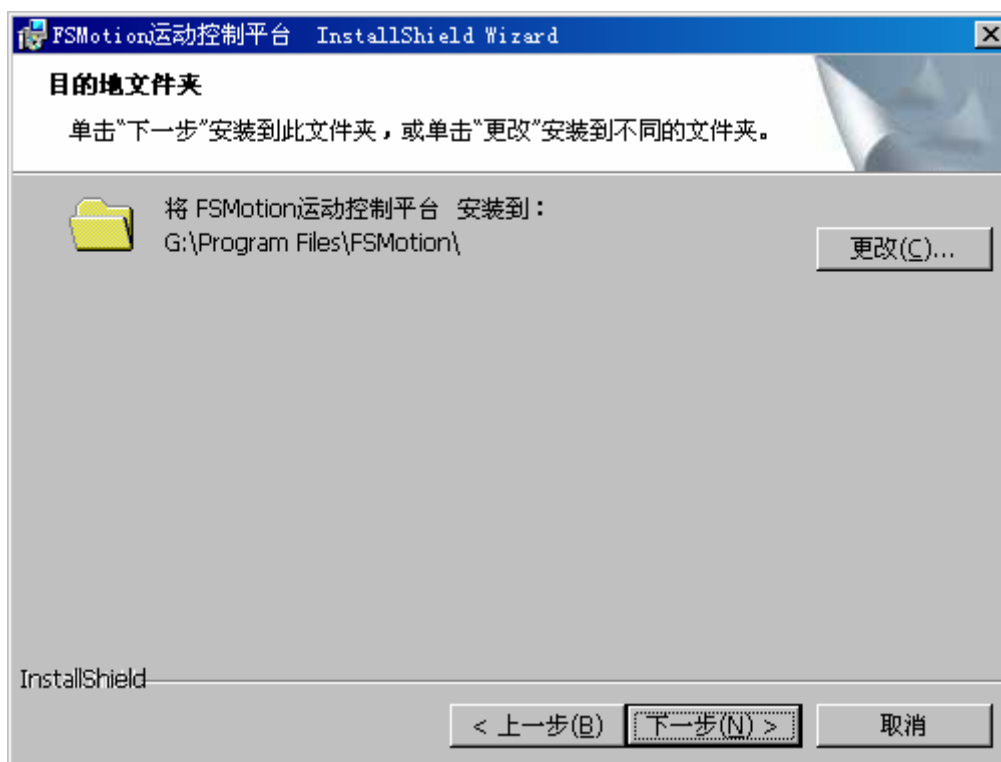 FSMotion运动控制平台 InstallShield Wizard
目的地文件夹
单击“下一步”安装到此文件夹，或单击“更改”安装到不同的文件夹。
将 FSMotion运动控制平台 安装到：
G:\Program Files\FSMotion\
更改(C)...
InstallShield
< 上一步(B) 下一步(N) > 取消